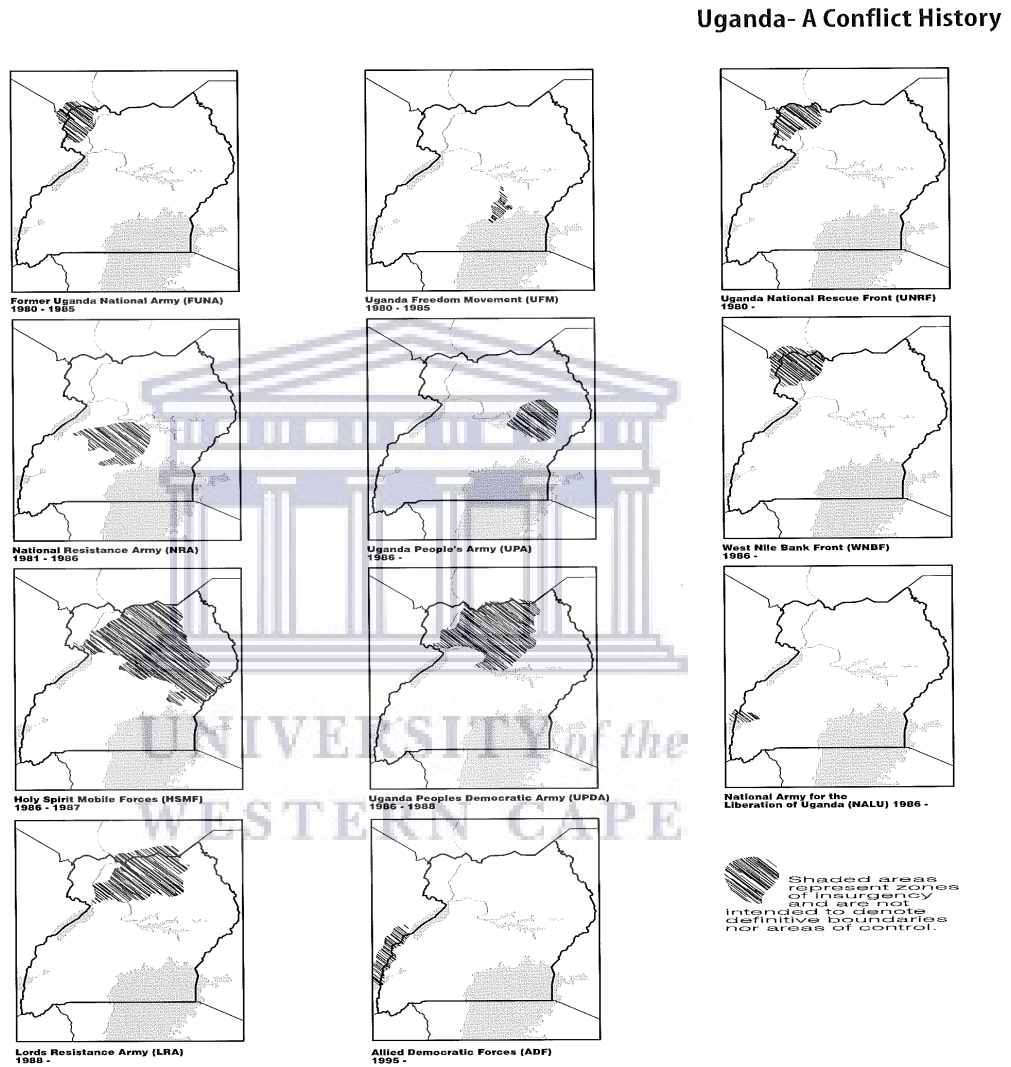 Uganda- A Conflict History
Former Uganda National Army (FUNA)
1980 - 1985
Uganda Freedom Movement (UFM)
1980 - 1985
Uganda National Rescue Front (UNRF)
1980 -
National Resistance Army (NRA)
1981 - 1986
Uganda People's Army (UPA)
1986 -
West Nile Bank Front (WNBF)
1986 -
Holy Spirit Mobile Forces (HSMF)
1986 - 1987
Uganda Peoples Democratic Army (UPDA)
1986 - 1988
National Army for the
Liberation of Uganda (NALU) 1986 -
UNIVERSITY of the
WESTERN CAPE
Lords Resistance Army (LRA)
1988 -
Allied Democratic Forces (ADF)
1995 -
Shaded areas
represent zones
of insurgency
and are not
intended to denote
definitive boundaries
nor areas of control.